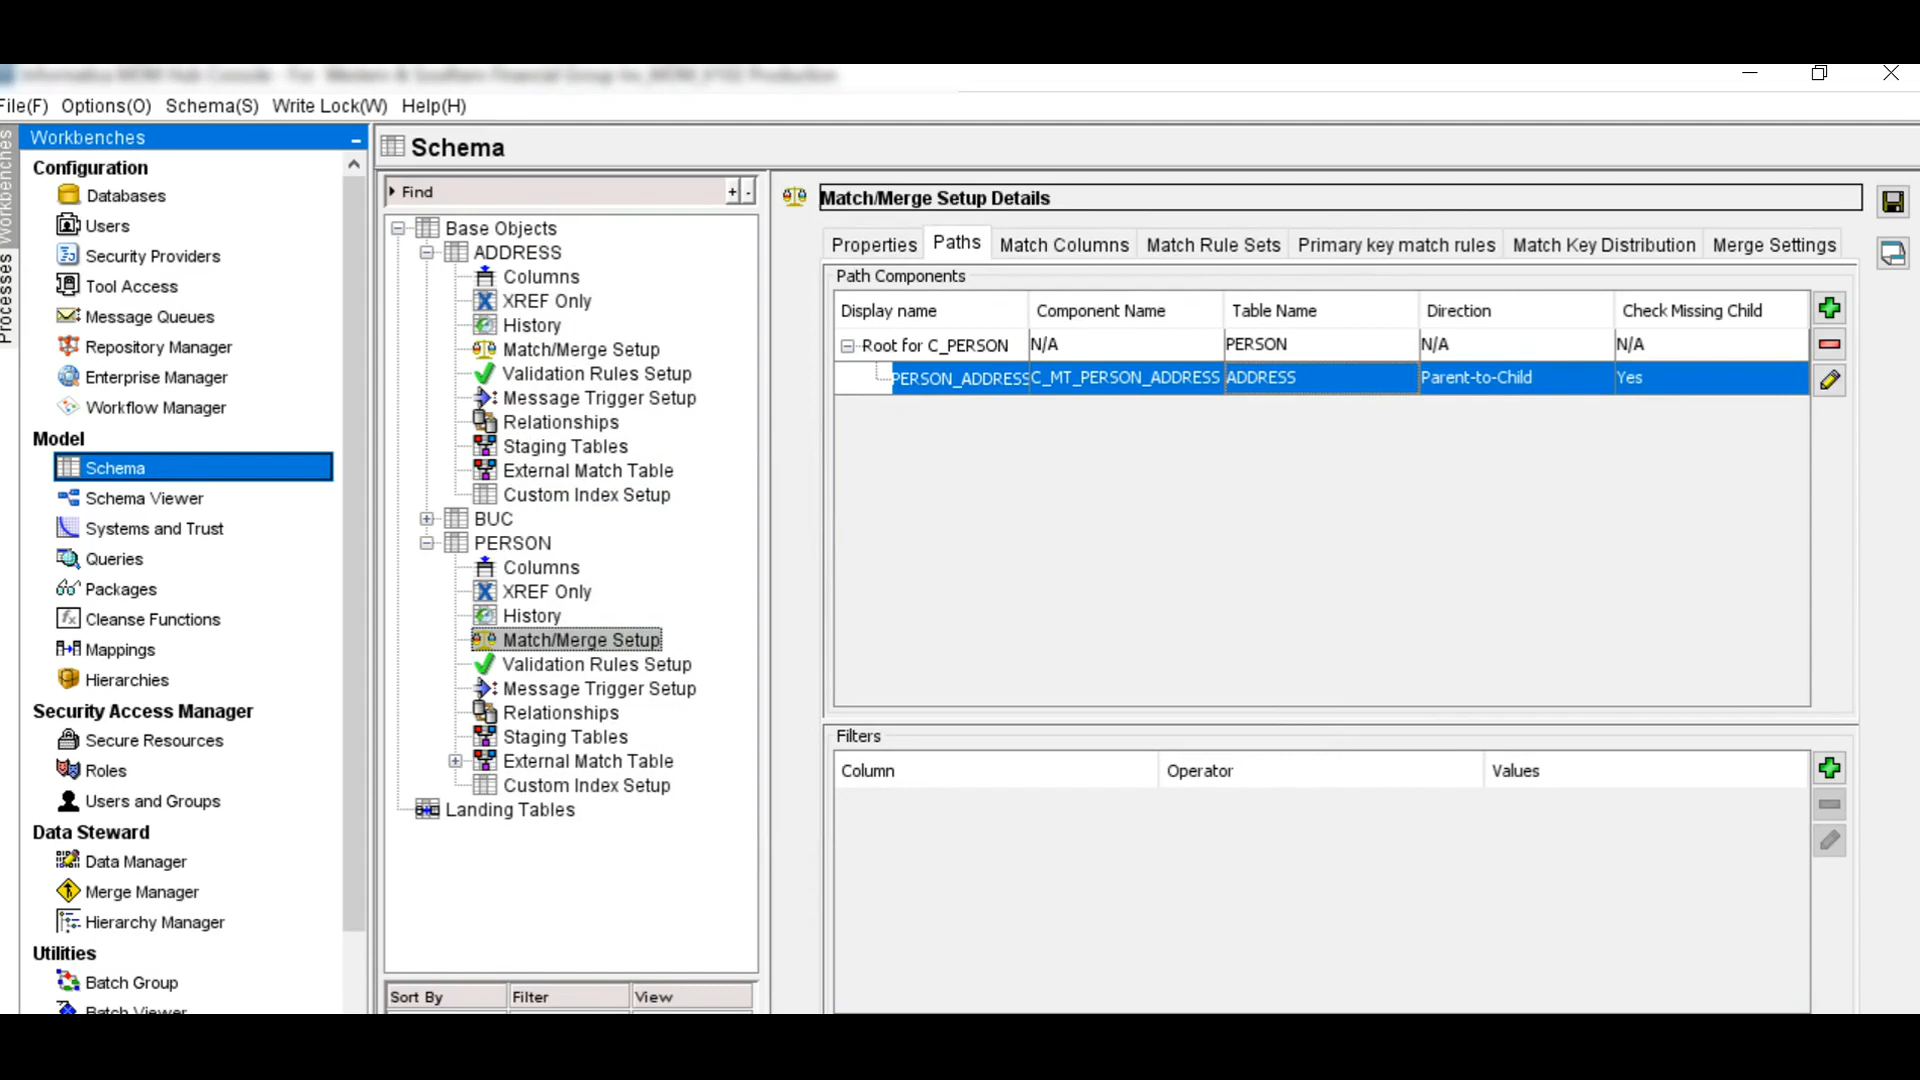 File(F) Options(O) Schema(S) Write Lock(W) Help(H)
Workbenches
Processes
Workbenches
Configuration
Databases
Users
Security Providers
Tool Access
Message Queues
Repository Manager
Enterprise Manager
Workflow Manager
Model
Schema
Schema Viewer
Systems and Trust
Queries
Packages
Cleanse Functions
Mappings
Hierarchies
Security Access Manager
Secure Resources
Roles
Users and Groups
Data Steward
Data Manager
Merge Manager
Hierarchy Manager
Utilities
Batch Group
Batch Viewer
Schema
Find + -
Base Objects
ADDRESS
Columns
XREF Only
History
Match/Merge Setup
Validation Rules Setup
Message Trigger Setup
Relationships
Staging Tables
External Match Table
Custom Index Setup
BUC
PERSON
Columns
XREF Only
History
Match/Merge Setup
Validation Rules Setup
Message Trigger Setup
Relationships
Staging Tables
External Match Table
Custom Index Setup
Landing Tables
Sort By Filter View
Match/Merge Setup Details
Properties Paths Match Columns Match Rule Sets Primary key match rules Match Key Distribution Merge Settings
Path Components
Display name Component Name Table Name Direction Check Missing Child
Root for C_PERSON N/A PERSON N/A N/A
PERSON_ADDRESS C_MT_PERSON_ADDRESS ADDRESS Parent-to-Child Yes
Filters
Column Operator Values